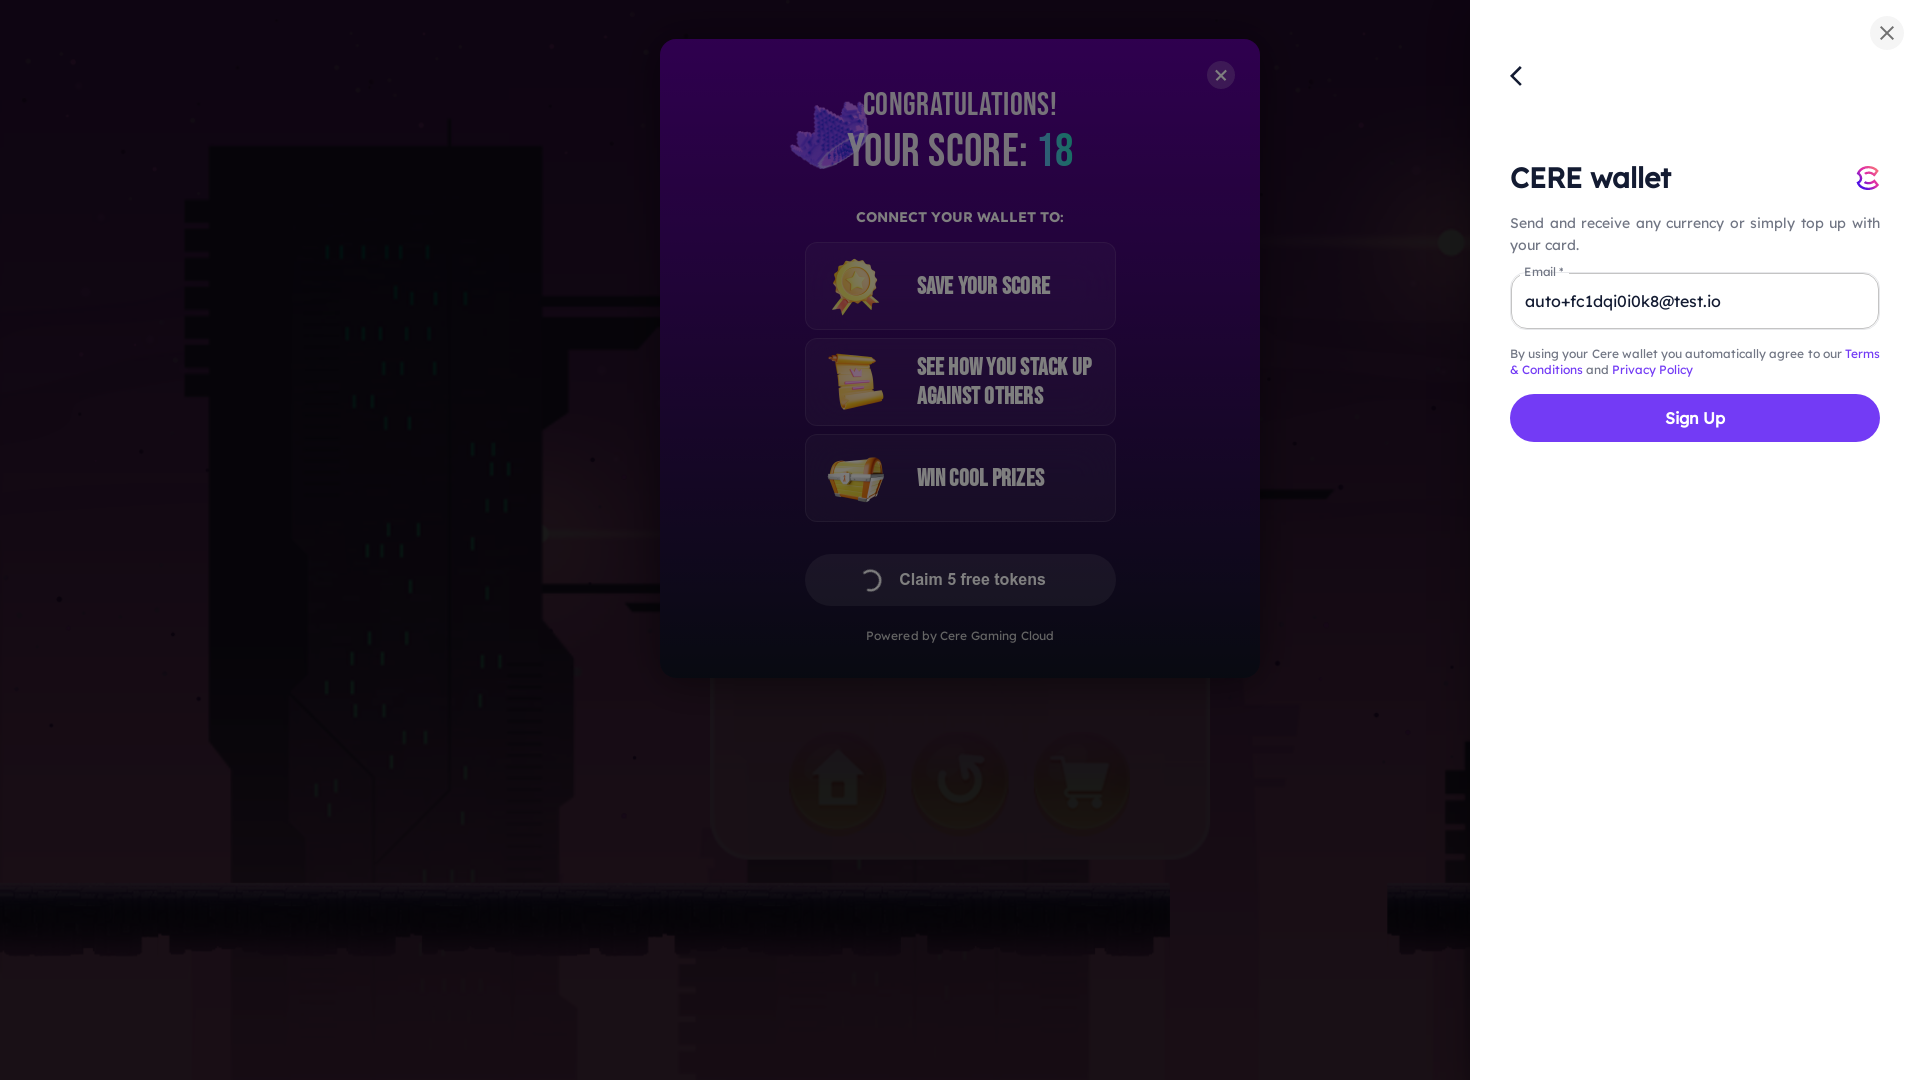 CONGRATULATIONS!
YOUR SCORE: 18
CONNECT YOUR WALLET TO:
SAVE YOUR SCORE
SEE HOW YOU STACK UP
AGAINST OTHERS
WIN COOL PRIZES
Claim 5 free tokens
Powered by Cere Gaming Cloud
CERE wallet
Send and receive any currency or simply top up with
your card.
Email *
auto+fc1dqi0i0k8@test.io
By using your Cere wallet you automatically agree to our Terms
& Conditions and Privacy Policy
Sign Up